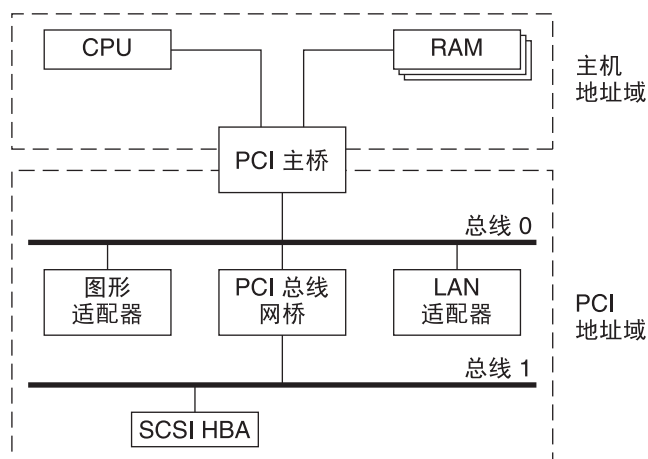 CPU
RAM
主机
地址域
PCI 主桥
总线 0
图形
适配器
PCI 总线
网桥
LAN
适配器
PCI
地址域
总线 1
SCSI HBA